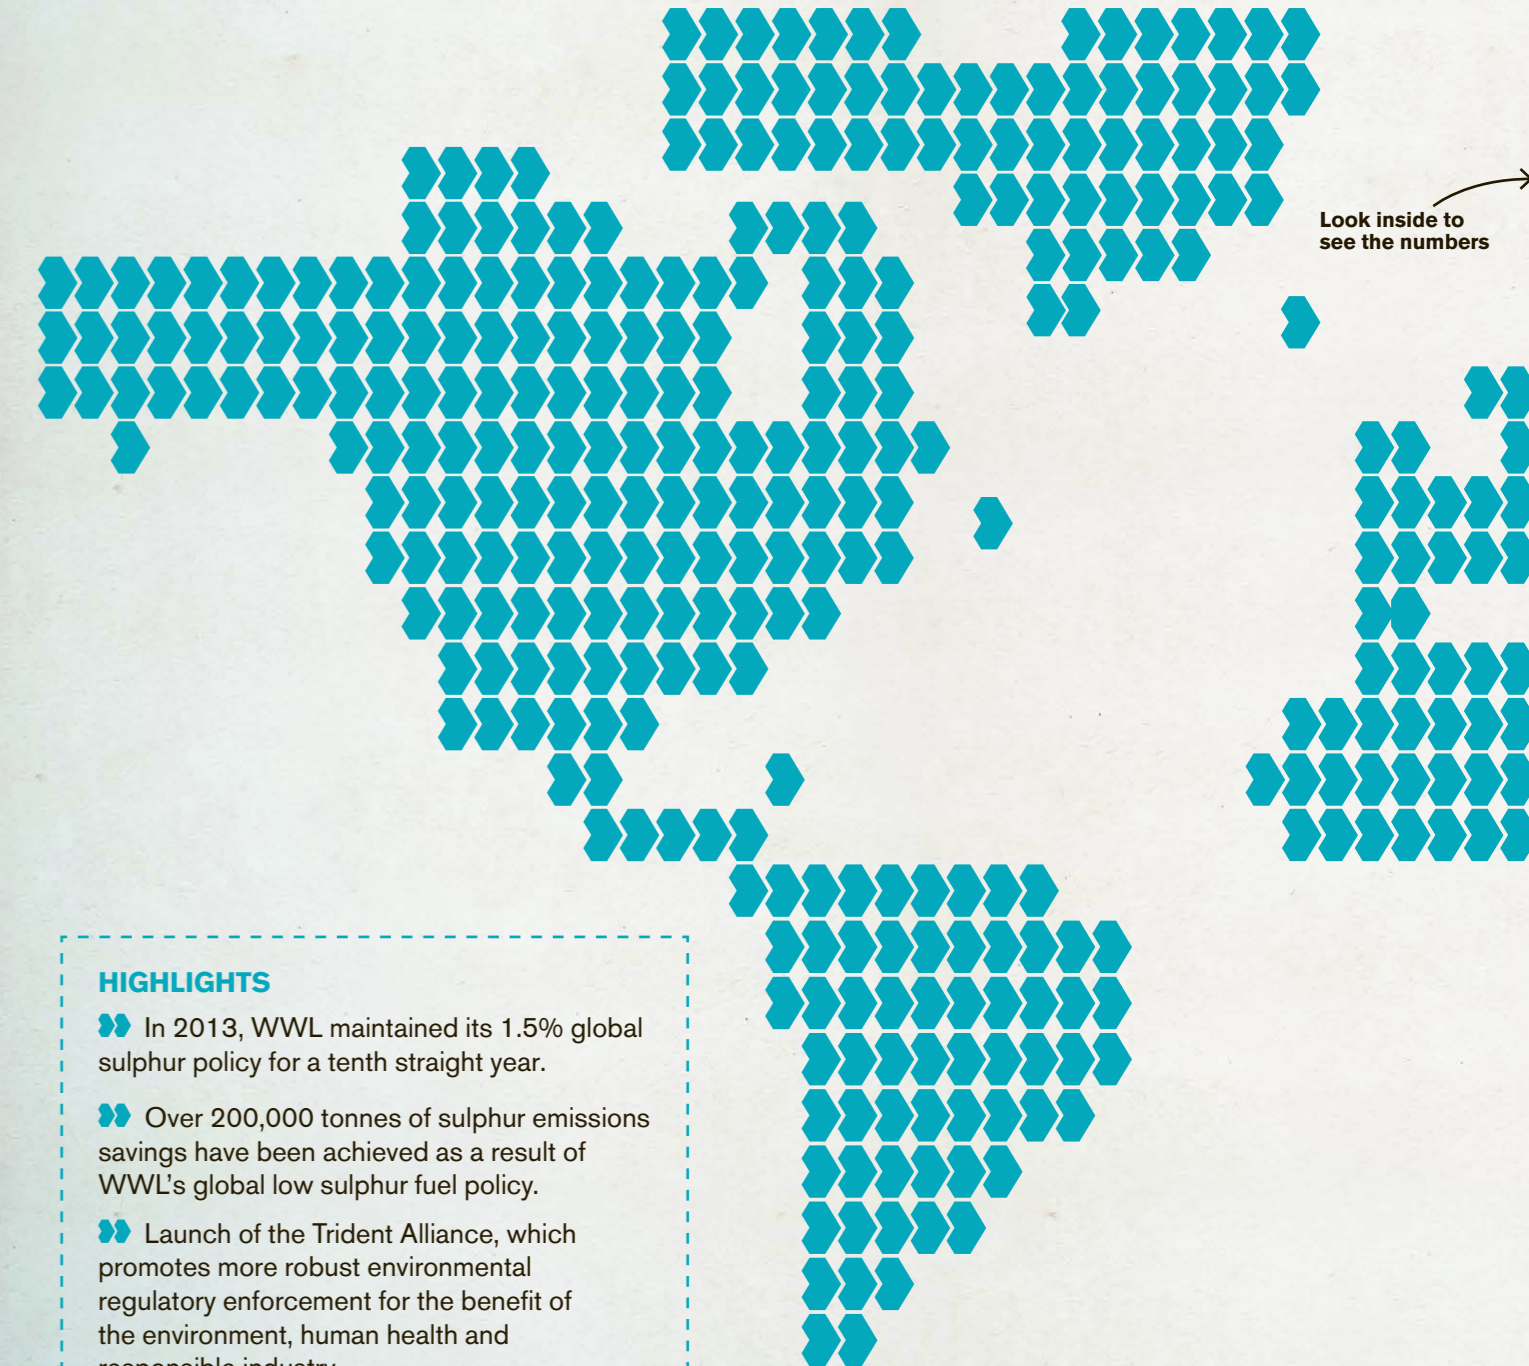 Look inside to
see the numbers
HIGHLIGHTS
In 2013, WWL maintained its 1.5% global
sulphur policy for a tenth straight year.
Over 200,000 tonnes of sulphur emissions
savings have been achieved as a result of
WWL's global low sulphur fuel policy.
Launch of the Trident Alliance, which
promotes more robust environmental
regulatory enforcement for the benefit of
the environment, human health and
responsible industry.